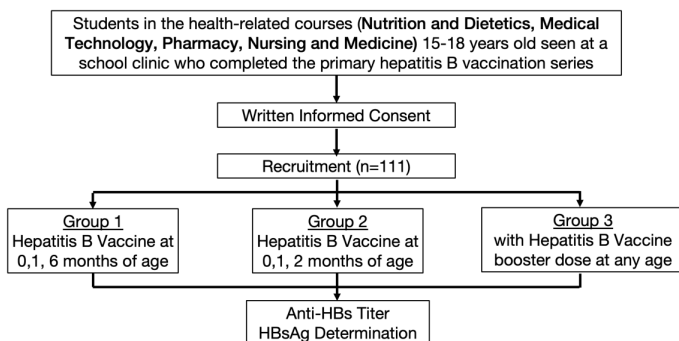 Students in the health-related courses (Nutrition and Dietetics, Medical
Technology, Pharmacy, Nursing and Medicine) 15-18 years old seen at a
school clinic who completed the primary hepatitis B vaccination series
Written Informed Consent
Recruitment (n=111)
Group 1
Hepatitis B Vaccine at
0,1, 6 months of age
Group 2
Hepatitis B Vaccine at
0,1, 2 months of age
Group 3
with Hepatitis B Vaccine
booster dose at any age
Anti-HBs Titer
HBsAg Determination